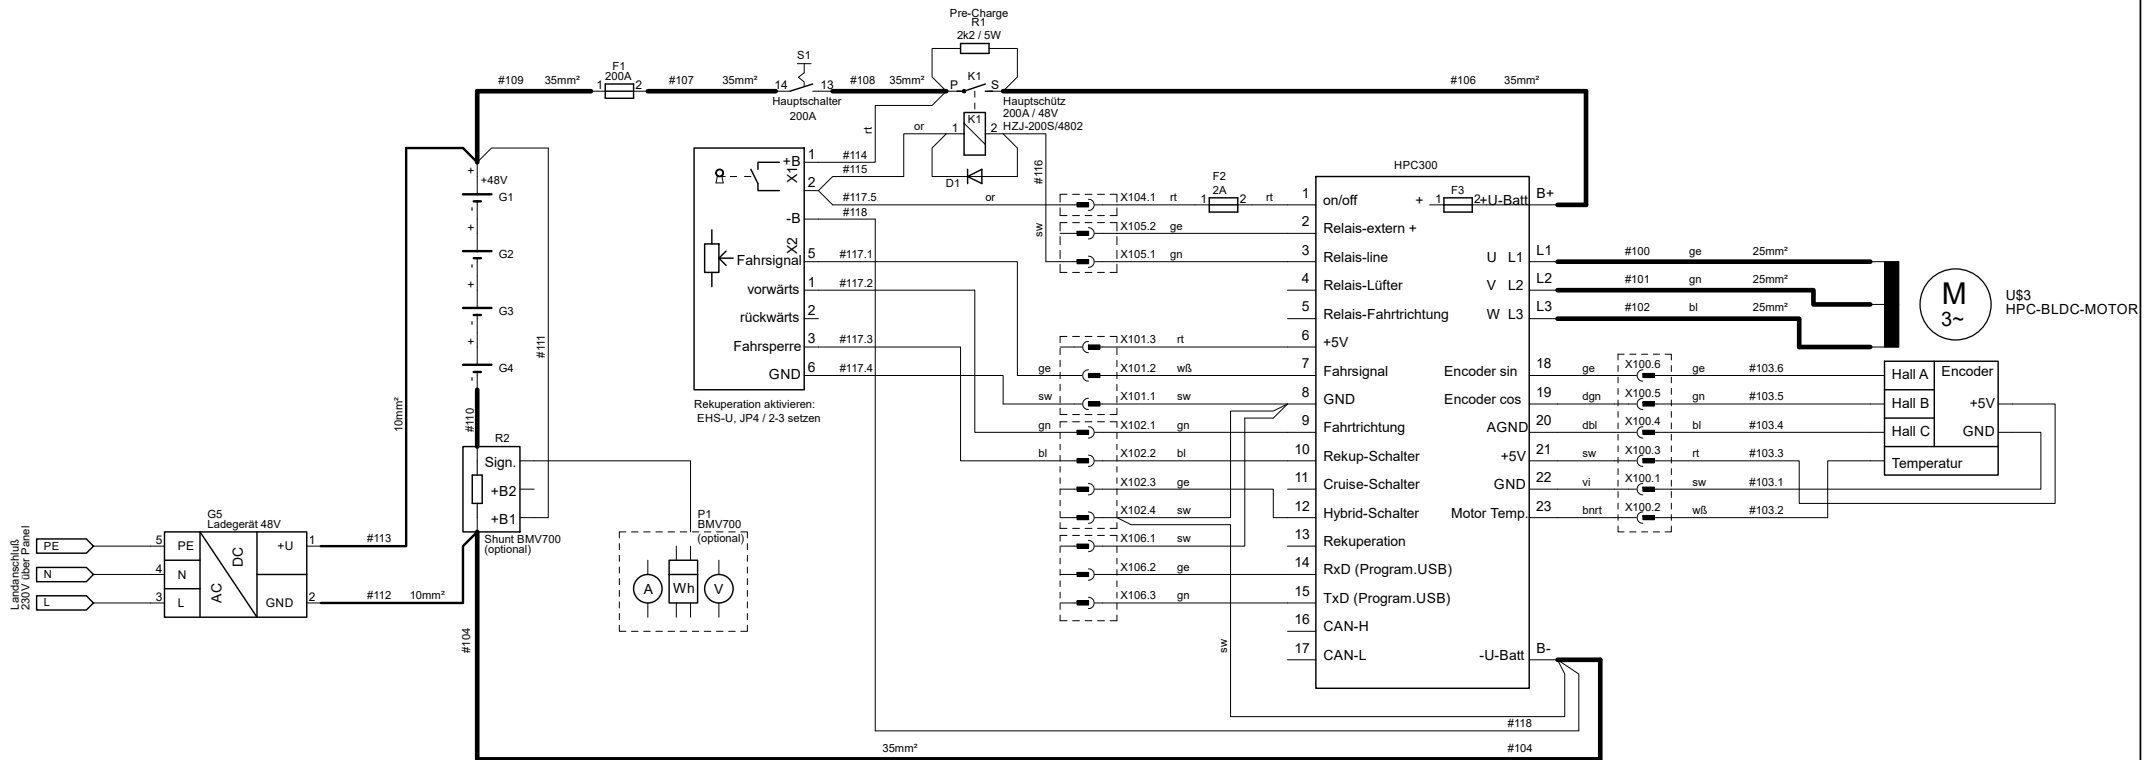 Pre-Charge
R1
2k2 / 5W
#109
35mm²
F1
200A
1
2
#107
35mm²
S1
14
13
Hauptschalter
200A
#108
35mm²
P
K1
S
#106
35mm²
Hauptschütz
200A / 48V
HZJ-200S/4802
K1
1
2
D1
rt
or
#116
sw
+B
X1
1
2
-B
X2
Fahrsignal
5
vorwärts
1
rückwärts
2
Fahrsperre
3
GND
6
#114
#115
#117.5
or
#118
#117.1
#117.2
#117.3
#117.4
Rekuperation aktivieren:
EHS-U, JP4 / 2-3 setzen
+
+48V
-
G1
+
-
G2
+
-
G3
+
-
G4
#111
10mm²
#110
R2
Sign.
+B2
+B1
Shunt BMV700
(optional)
P1
BMV700
(optional)
A
Wh
V
G5
Ladegerät 48V
Landanschluß
230V über Panel
PE
N
L
5
4
3
PE
N
L
AC
DC
+U
GND
1
2
#113
#112
10mm²
#104
ge
sw
gn
bl
X104.1
rt
X105.2
ge
X105.1
gn
X101.3
rt
X101.2
wß
X101.1
sw
X102.1
gn
X102.2
bl
X102.3
ge
X102.4
sw
X106.1
sw
X106.2
ge
X106.3
gn
F2
2A
1
2
rt
sw
HPC300
1
on/off
2
Relais-extern +
3
Relais-line
4
Relais-Lüfter
5
Relais-Fahrtrichtung
6
+5V
7
Fahrsignal
8
GND
9
Fahrtrichtung
10
Rekup-Schalter
11
Cruise-Schalter
12
Hybrid-Schalter
13
Rekuperation
14
RxD (Program.USB)
15
TxD (Program.USB)
16
CAN-H
17
CAN-L
+
F3
1
2
+U-Batt
B+
U L1
L1
V L2
L2
W L3
L3
Encoder sin
18
Encoder cos
19
AGND
20
+5V
21
GND
22
Motor Temp.
23
-U-Batt
B-
#100
ge
25mm²
#101
gn
25mm²
#102
bl
25mm²
M
3~
U$3
HPC-BLDC-MOTOR
ge
X100.6
ge
#103.6
dgn
X100.5
gn
#103.5
dbl
X100.4
bl
#103.4
sw
X100.3
rt
#103.3
vi
X100.1
sw
#103.1
bnrt
X100.2
wß
#103.2
Hall A
Hall B
Hall C
Encoder
+5V
GND
Temperatur
#118
35mm²
#104